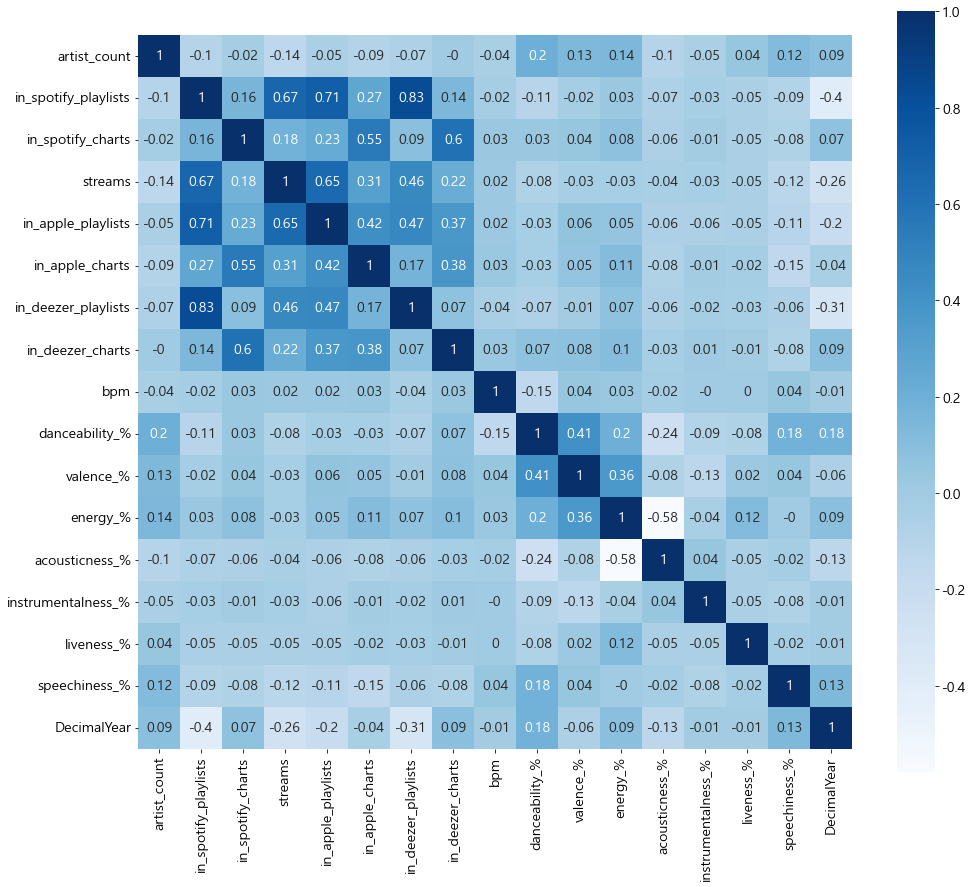 artist_count 1 -0.1 -0.02 -0.14 -0.05 -0.09 -0.07 -0 -0.04 0.2 0.13 0.14 -0.1 -0.05 0.04 0.12 0.09
in_spotify_playlists -0.1 1 0.16 0.67 0.71 0.27 0.83 0.14 -0.02 -0.11 -0.02 0.03 -0.07 -0.03 -0.05 -0.09 -0.4
in_spotify_charts -0.02 0.16 1 0.18 0.23 0.55 0.09 0.6 0.03 0.03 0.04 0.08 -0.06 -0.01 -0.05 -0.08 0.07
streams -0.14 0.67 0.18 1 0.65 0.31 0.46 0.22 0.02 -0.08 -0.03 -0.03 -0.04 -0.03 -0.05 -0.12 -0.26
in_apple_playlists -0.05 0.71 0.23 0.65 1 0.42 0.47 0.37 0.02 -0.03 0.06 0.05 -0.06 -0.06 -0.05 -0.11 -0.2
in_apple_charts -0.09 0.27 0.55 0.31 0.42 1 0.17 0.38 0.03 -0.03 0.05 0.11 -0.08 -0.01 -0.02 -0.15 -0.04
in_deezer_playlists -0.07 0.83 0.09 0.46 0.47 0.17 1 0.07 -0.04 -0.07 -0.01 0.07 -0.06 -0.02 -0.03 -0.06 -0.31
in_deezer_charts -0 0.14 0.6 0.22 0.37 0.38 0.07 1 0.03 0.07 0.08 0.1 -0.03 0.01 -0.01 -0.08 0.09
bpm -0.04 -0.02 0.03 0.02 0.02 0.03 -0.04 0.03 1 -0.15 0.04 0.03 -0.02 -0 0 0.04 -0.01
danceability_% 0.2 -0.11 0.03 -0.08 -0.03 -0.03 -0.07 0.07 -0.15 1 0.41 0.2 -0.24 -0.09 -0.08 0.18 0.18
valence_% 0.13 -0.02 0.04 -0.03 0.06 0.05 -0.01 0.08 0.04 0.41 1 0.36 -0.08 -0.13 0.02 0.04 -0.06
energy_% 0.14 0.03 0.08 -0.03 0.05 0.11 0.07 0.1 0.03 0.2 0.36 1 -0.58 -0.04 0.12 -0 0.09
acousticness_% -0.1 -0.07 -0.06 -0.04 -0.06 -0.08 -0.06 -0.03 -0.02 -0.24 -0.08 -0.58 1 0.04 -0.05 -0.02 -0.13
instrumentalness_% -0.05 -0.03 -0.01 -0.03 -0.06 -0.01 -0.02 0.01 -0 -0.09 -0.13 -0.04 0.04 1 -0.05 -0.08 -0.01
liveness_% 0.04 -0.05 -0.05 -0.05 -0.05 -0.02 -0.03 -0.01 0 -0.08 0.02 0.12 -0.05 -0.05 1 -0.02 -0.01
speechiness_% 0.12 -0.09 -0.08 -0.12 -0.11 -0.15 -0.06 -0.08 0.04 0.18 0.04 -0 -0.02 -0.08 -0.02 1 0.13
DecimalYear 0.09 -0.4 0.07 -0.26 -0.2 -0.04 -0.31 0.09 -0.01 0.18 -0.06 0.09 -0.13 -0.01 -0.01 0.13 1
artist_count
in_spotify_playlists
in_spotify_charts
streams
in_apple_playlists
in_apple_charts
in_deezer_playlists
in_deezer_charts
bpm
danceability_%
valence_%
energy_%
acousticness_%
instrumentalness_%
liveness_%
speechiness_%
DecimalYear
1.0
0.8
0.6
0.4
0.2
0.0
-0.2
-0.4